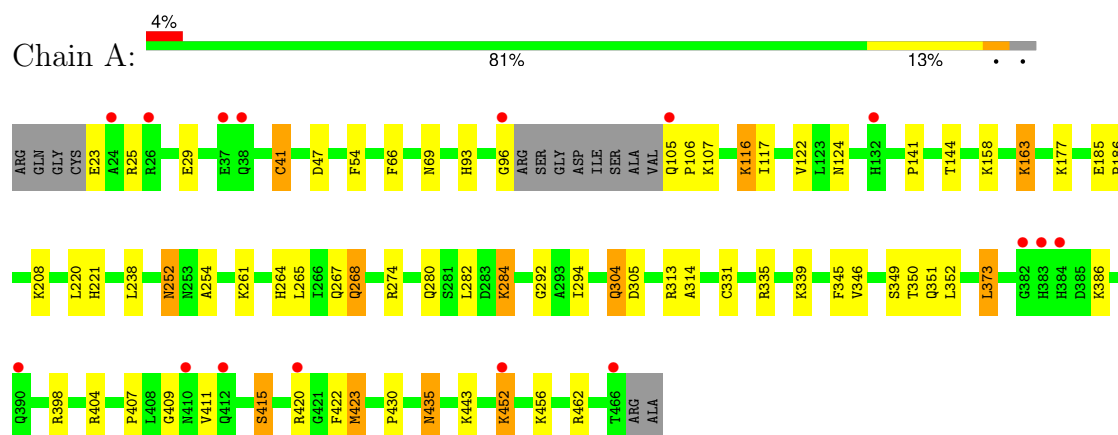 4%
Chain A:
81% 13% • •
ARG GLN GLY CYS E23 A24 R25 R26 E29 E37 Q38 C41 D47 F54 F66 N69 H93 G96 ARG SER GLY ASP ILE SER ALA VAL Q105 P106 K107 K116 I117 V122 L123 N124 H132 P141 T144 K158 K163 K177 E185 P186
K208 L220 H221 L238 N252 N253 A254 K261 H264 L265 I266 Q267 Q268 R274 Q280 S281 L282 D283 K284 G292 A293 I294 Q304 D305 R313 A314 C331 R335 K339 F345 V346 S349 T350 Q351 L352 L373 G382 H383 H384 D385 K386
Q390 R398 R404 P407 L408 G409 N410 V411 Q412 S415 R420 G421 F422 M423 P430 N435 K443 K452 K456 R462 T466 ARG ALA